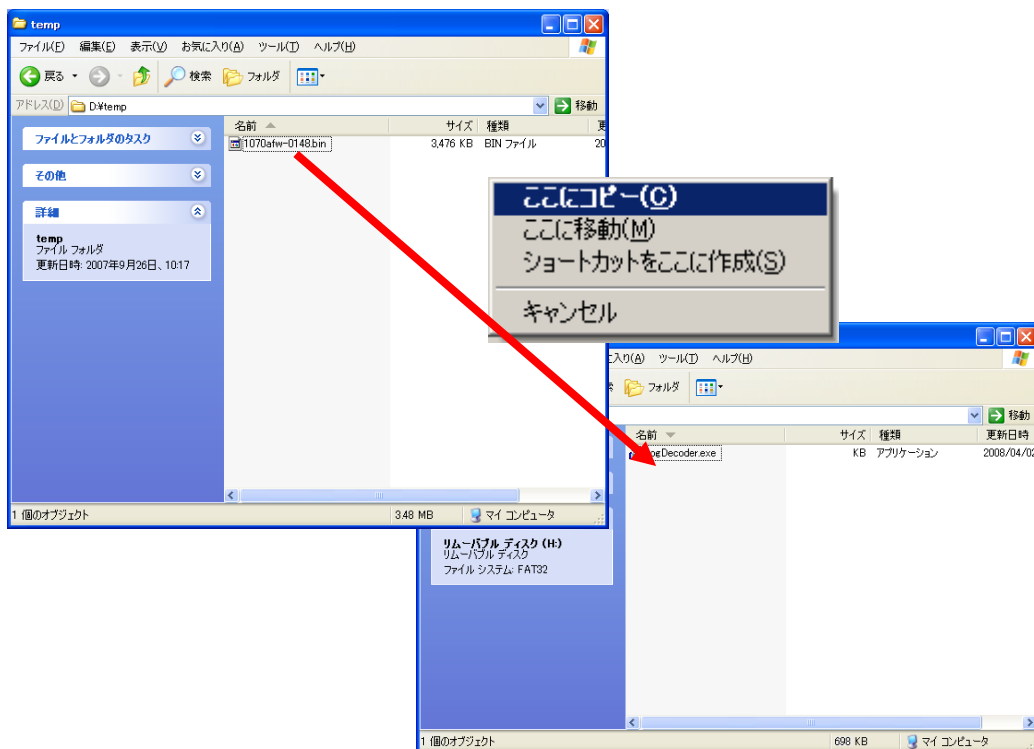 temp
ファイル(F) 編集(E) 表示(V) お気に入り(A) ツール(T) ヘルプ(H)
戻る 検索 フォルダ
アドレス(D) D:¥temp 移動
名前 サイズ 種類
1070afw-0148.bin 3,476 KB BIN ファイル 20
ファイルとフォルダのタスク
その他
詳細
temp
ファイル フォルダ
更新日時: 2007年9月26日、10:17
1 個のオブジェクト 3.48 MB マイ コンピュータ
ここにコピー(C)
ここに移動(M)
ショートカットをここに作成(S)
キャンセル
入り(A) ツール(T) ヘルプ(H)
フォルダ
移動
名前 サイズ 種類 更新日時
ogDecoder.exe KB アプリケーション 2008/04/02
リムーバブル ディスク (H:)
リムーバブル ディスク
ファイル システム: FAT32
1 個のオブジェクト 698 KB マイ コンピュータ